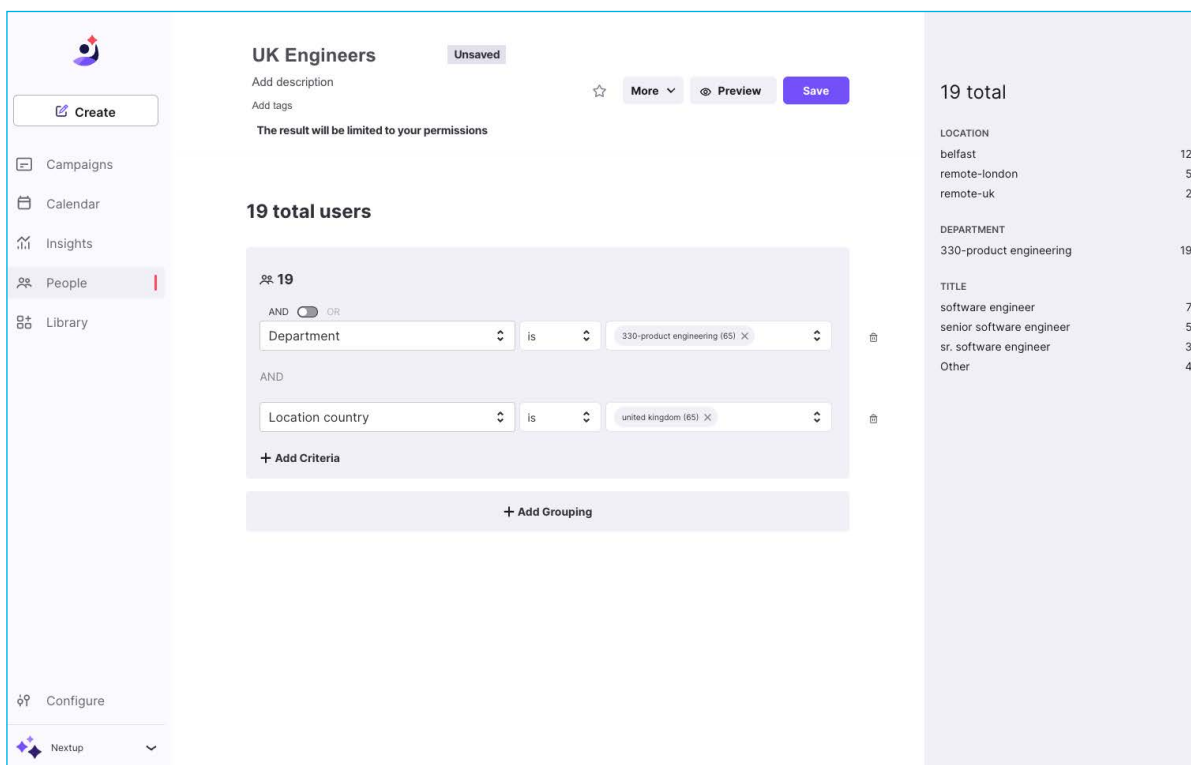 Create
Campaigns
Calendar
Insights
People
Library
Configure
Nextup
UK Engineers Unsaved
Add description
Add tags
The result will be limited to your permissions
More Preview Save
19 total users
19
AND OR
Department is 330-product engineering (65)
AND
Location country is united kingdom (65)
+ Add Criteria
+ Add Grouping
19 total
LOCATION
belfast 12
remote-london 5
remote-uk 2
DEPARTMENT
330-product engineering 19
TITLE
software engineer 7
senior software engineer 5
sr. software engineer 3
Other 4